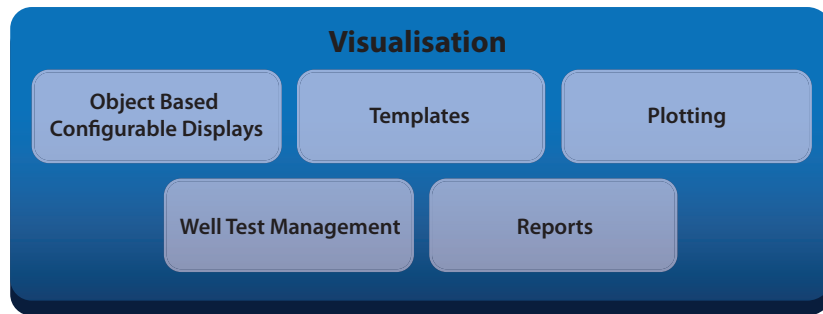 Visualisation
Object Based
Configurable Displays
Templates
Plotting
Well Test Management
Reports